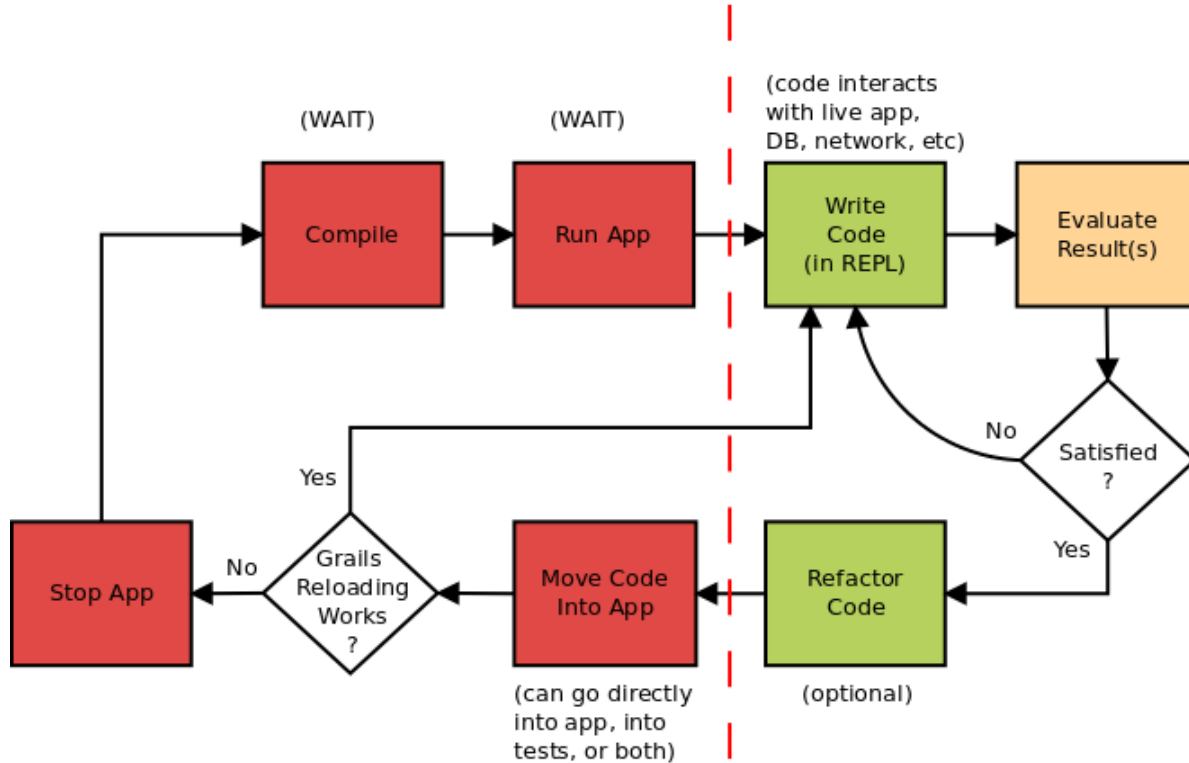 (WAIT)
(WAIT)
(code interacts
with live app,
DB, network, etc)
Compile
Run App
Write
Code
(in REPL)
Evaluate
Result(s)
No
Satisfied
?
Yes
Yes
Stop App
No
Grails
Reloading
Works
?
Move Code
Into App
Refactor
Code
(can go directly
into app, into
tests, or both)
(optional)